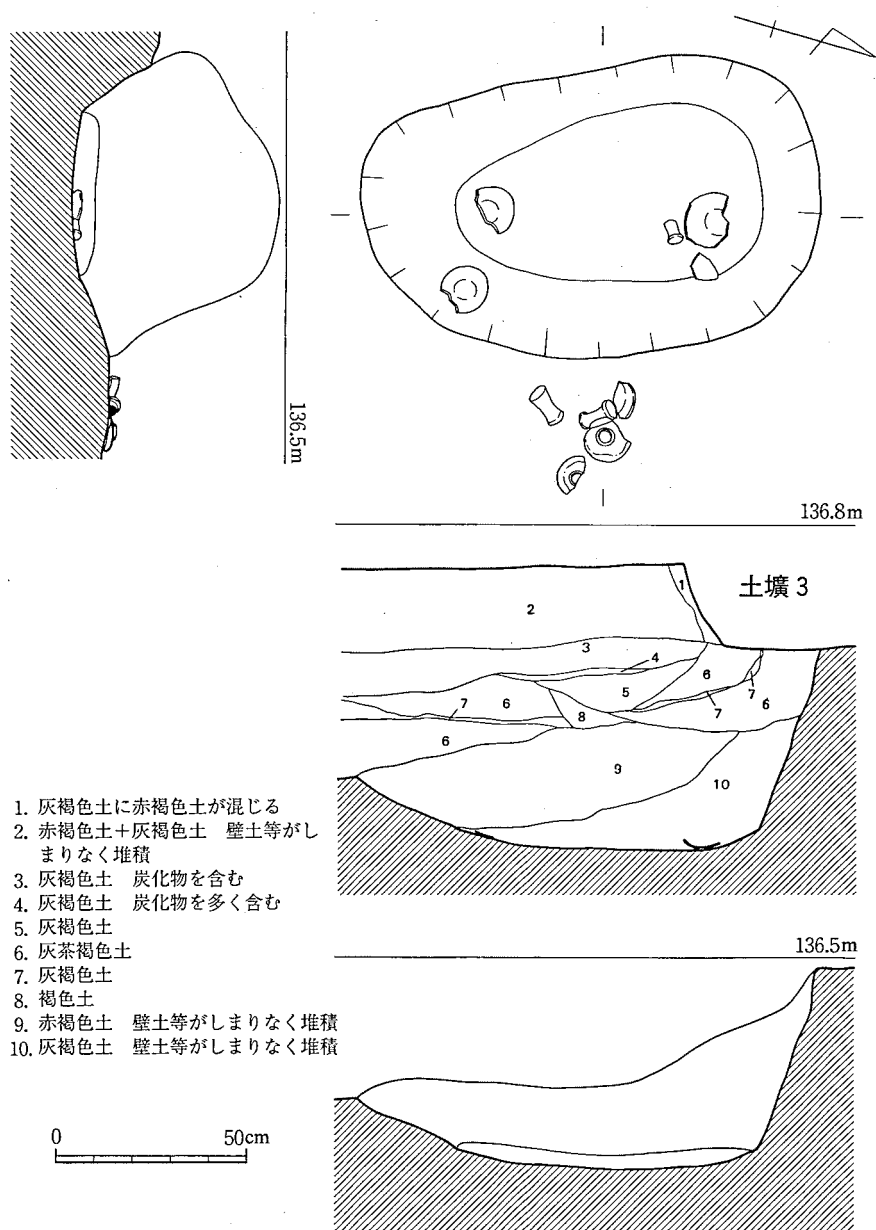 136.5m
136.8m
土壙3
1
2
3
4
5
6
7
7
6
7
6
8
7
6
9
10
1. 灰褐色土に赤褐色土が混じる
2. 赤褐色土+灰褐色土 壁土等がし
まりなく堆積
3. 灰褐色土 炭化物を含む
4. 灰褐色土 炭化物を多く含む
5. 灰褐色土
6. 灰茶褐色土
7. 灰褐色土
8. 褐色土
9. 赤褐色土 壁土等がしまりなく堆積
10. 灰褐色土 壁土等がしまりなく堆積
136.5m
0 50cm